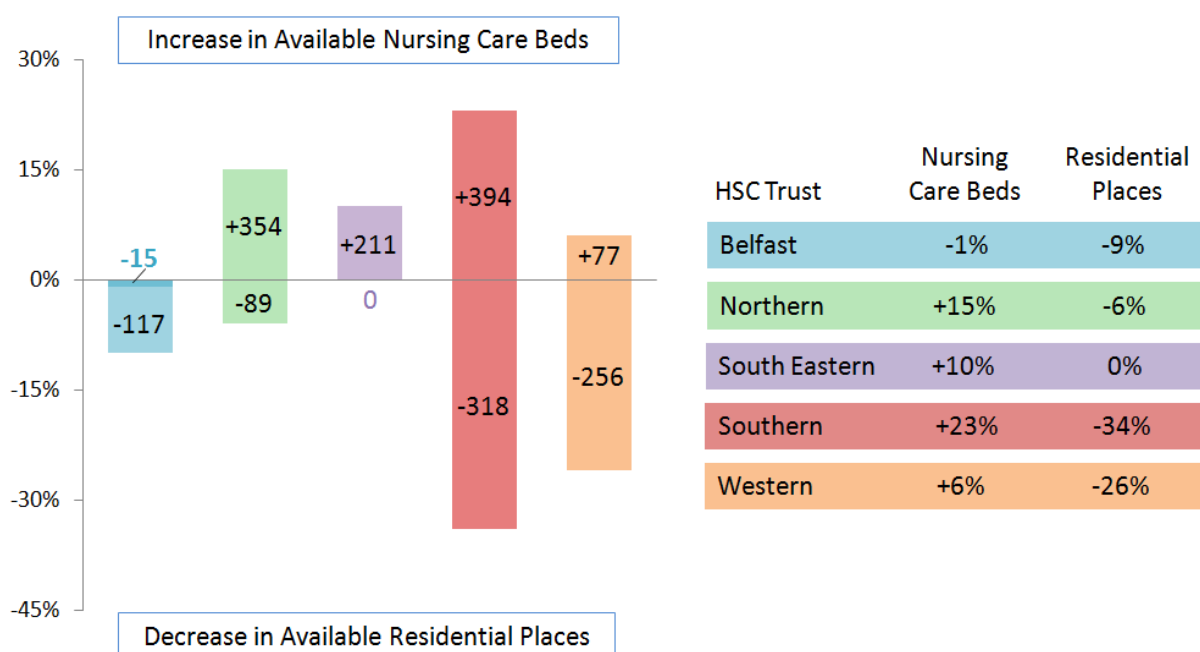 Increase in Available Nursing Care Beds
30%
15%
0%
-15%
-30%
-45%
-15
-117
+354
-89
+211
0
+394
-318
+77
-256
Decrease in Available Residential Places
HSC Trust Nursing Care Beds Residential Places
Belfast -1% -9%
Northern +15% -6%
South Eastern +10% 0%
Southern +23% -34%
Western +6% -26%